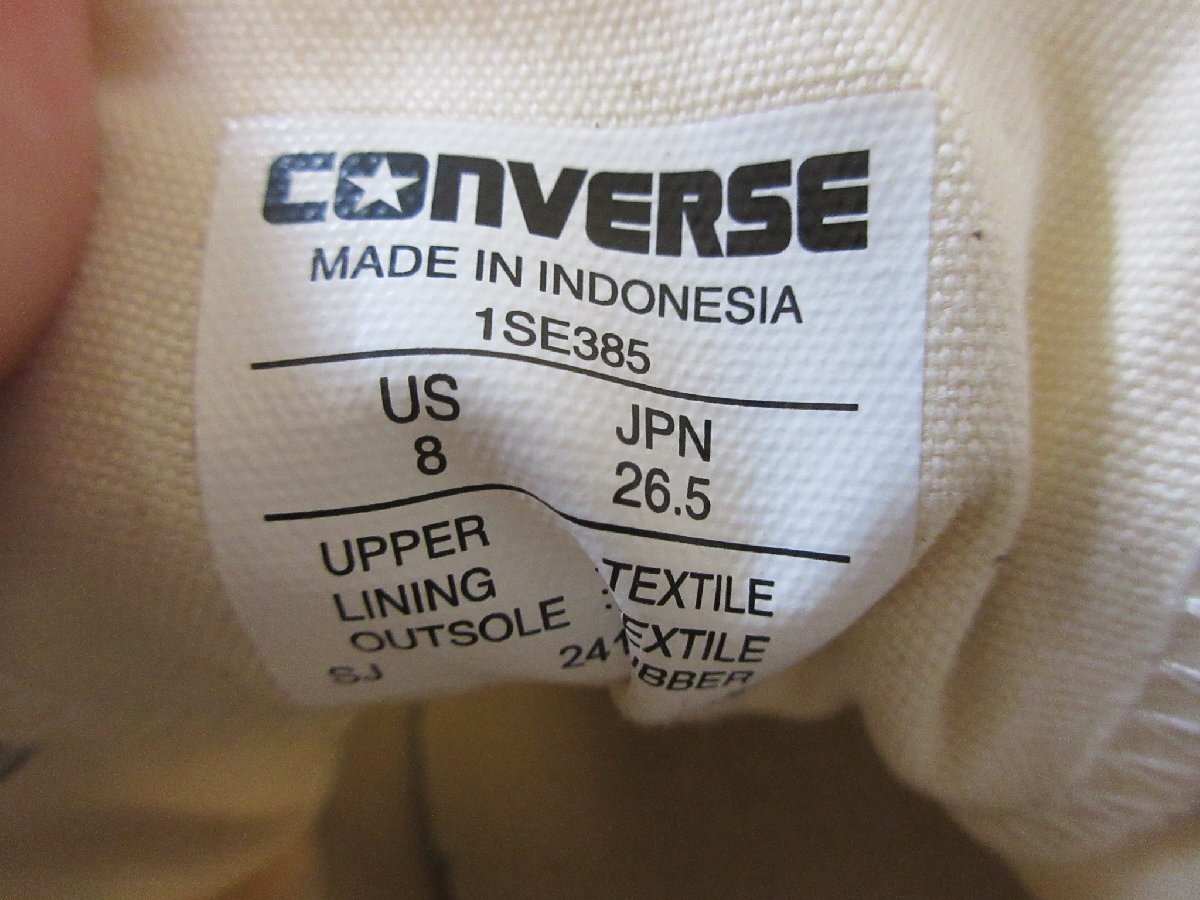 CONVERSE
MADE IN INDONESIA
1SE385
US JPN
8 26.5
UPPER :TEXTILE
LINING : TEXTILE
OUTSOLE
SJ